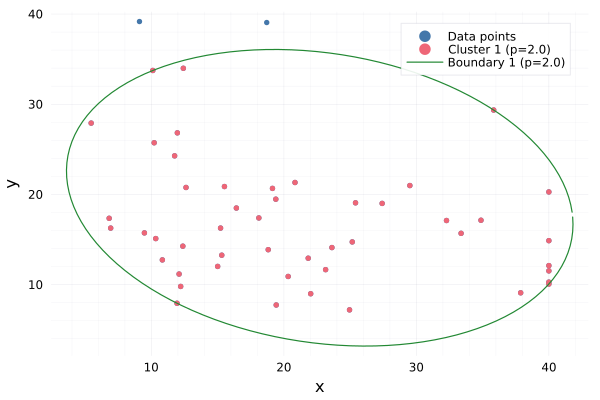 y
40
30
20
10
Data points
Cluster 1 (p=2.0)
Boundary 1 (p=2.0)
10 20 30 40
x